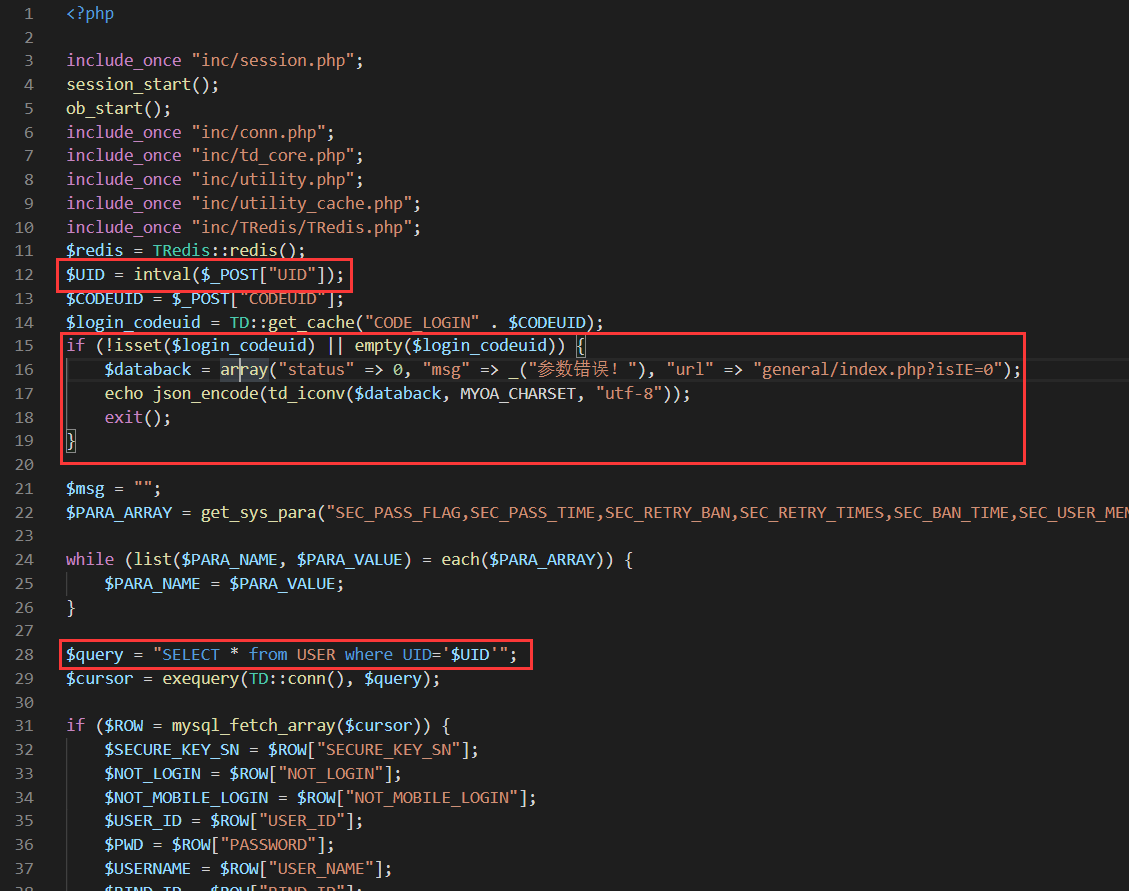 1 <?php
2
3 include_once "inc/session.php";
4 session_start();
5 ob_start();
6 include_once "inc/conn.php";
7 include_once "inc/td_core.php";
8 include_once "inc/utility.php";
9 include_once "inc/utility_cache.php";
10 include_once "inc/TRedis/TRedis.php";
11 $redis = TRedis::redis();
12 $UID = intval($_POST["UID"]);
13 $CODEUID = $_POST["CODEUID"];
14 $login_codeuid = TD::get_cache("CODE_LOGIN" . $CODEUID);
15 if (!isset($login_codeuid) || empty($login_codeuid)) {
16 $databack = array("status" => 0, "msg" => _("参数错误！"), "url" => "general/index.php?isIE=0");
17 echo json_encode(td_iconv($databack, MYOA_CHARSET, "utf-8"));
18 exit();
19 }
20
21 $msg = "";
22 $PARA_ARRAY = get_sys_para("SEC_PASS_FLAG,SEC_PASS_TIME,SEC_RETRY_BAN,SEC_RETRY_TIMES,SEC_BAN_TIME,SEC_USER_MEM
23
24 while (list($PARA_NAME, $PARA_VALUE) = each($PARA_ARRAY)) {
25 $PARA_NAME = $PARA_VALUE;
26 }
27
28 $query = "SELECT * from USER where UID='$UID'";
29 $cursor = exequery(TD::conn(), $query);
30
31 if ($ROW = mysql_fetch_array($cursor)) {
32 $SECURE_KEY_SN = $ROW["SECURE_KEY_SN"];
33 $NOT_LOGIN = $ROW["NOT_LOGIN"];
34 $NOT_MOBILE_LOGIN = $ROW["NOT_MOBILE_LOGIN"];
35 $USER_ID = $ROW["USER_ID"];
36 $PWD = $ROW["PASSWORD"];
37 $USERNAME = $ROW["USER_NAME"];
38 $BIND_ID = $ROW["BIND_ID"];